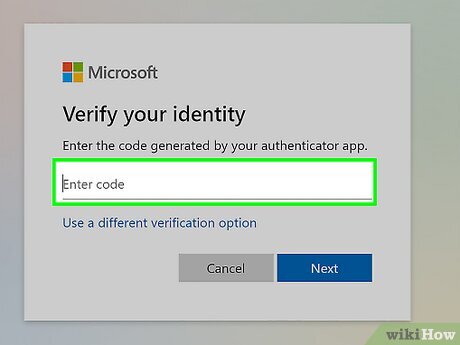 Microsoft
Verify your identity
Enter the code generated by your authenticator app.
Enter code
Use a different verification option
Cancel
Next
wikiHow